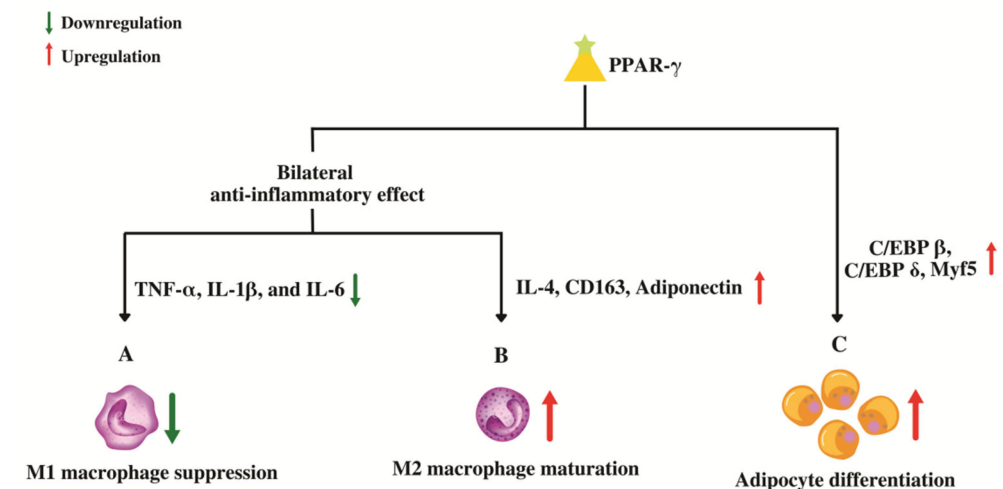 Downregulation
Upregulation
PPAR-γ
Bilateral
anti-inflammatory effect
TNF-α, IL-1β, and IL-6
IL-4, CD163, Adiponectin
C/EBP β,
C/EBP δ, Myf5
A
B
C
M1 macrophage suppression
M2 macrophage maturation
Adipocyte differentiation